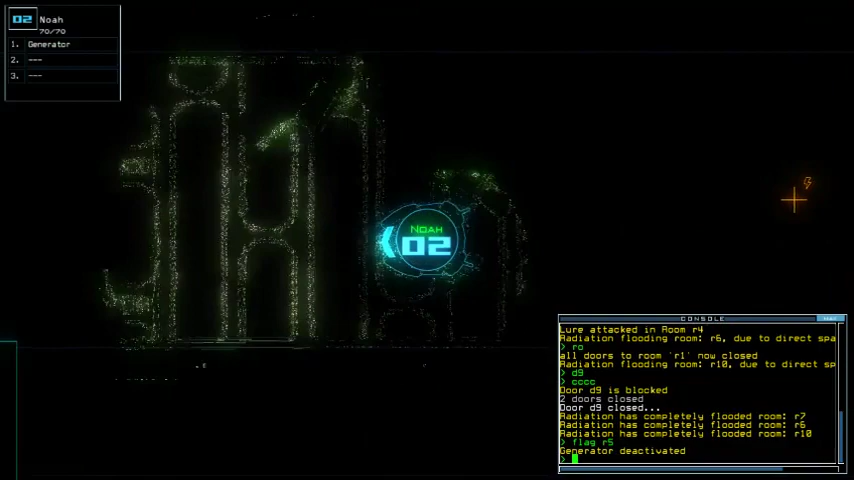 02 Noah
70/70
1. Generator
2. ---
3. ---
NOAH
02
CONSOLE
Lure attacked in Room r4
Radiation flooding room: r6, due to direct spa
> ro
all doors to room 'r1' now closed
Radiation flooding room: r10, due to direct sp
> d9
> cccc
Door d9 is blocked
2 doors closed
Door d9 closed...
Radiation has completely flooded room: r7
Radiation has completely flooded room: r6
Radiation has completely flooded room: r10
> flag r5
Generator deactivated
>